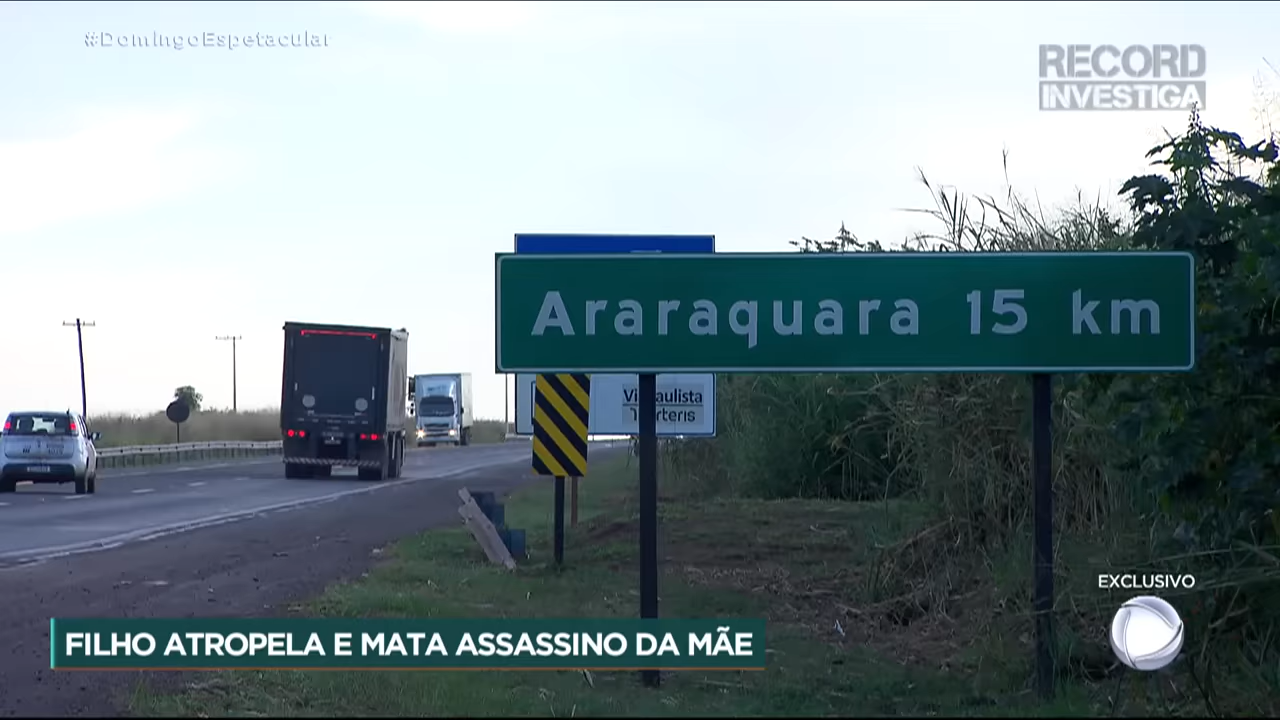 #DomingoEspetacular
RECORD
INVESTIGA
Araraquara 15 km
EXCLUSIVO
FILHO ATROPELA E MATA ASSASSINO DA MÃE